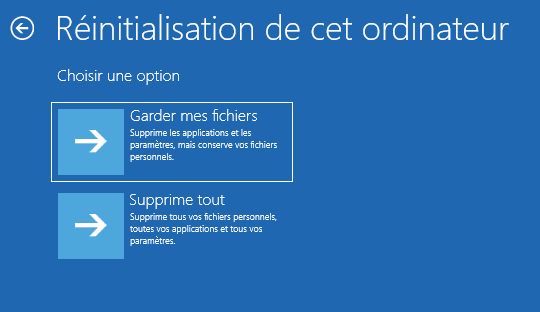 Réinitialisation de cet ordinateur
Choisir une option
Garder mes fichiers
Supprime les applications et les
paramètres, mais conserve vos fichiers
personnels.
Supprime tout
Supprime tous vos fichiers personnels,
toutes vos applications et tous vos
paramètres.